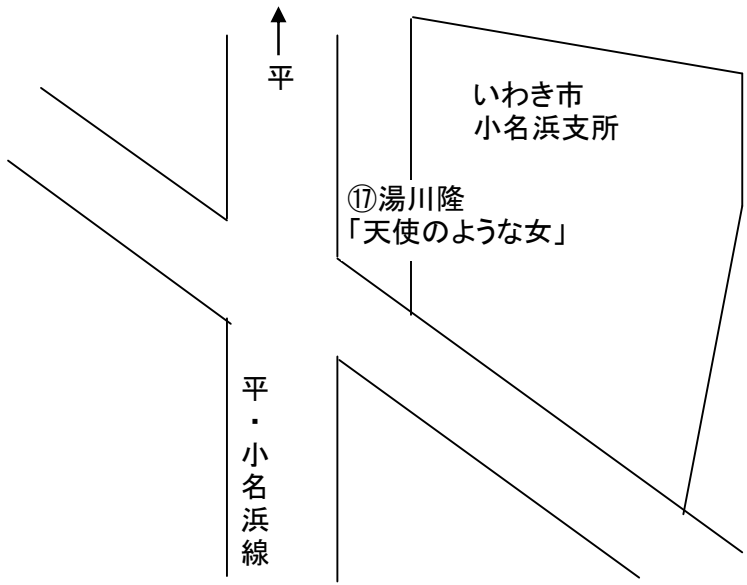 平
いわき市
小名浜支所
⑰湯川隆
「天使のような女」
平・小名浜線